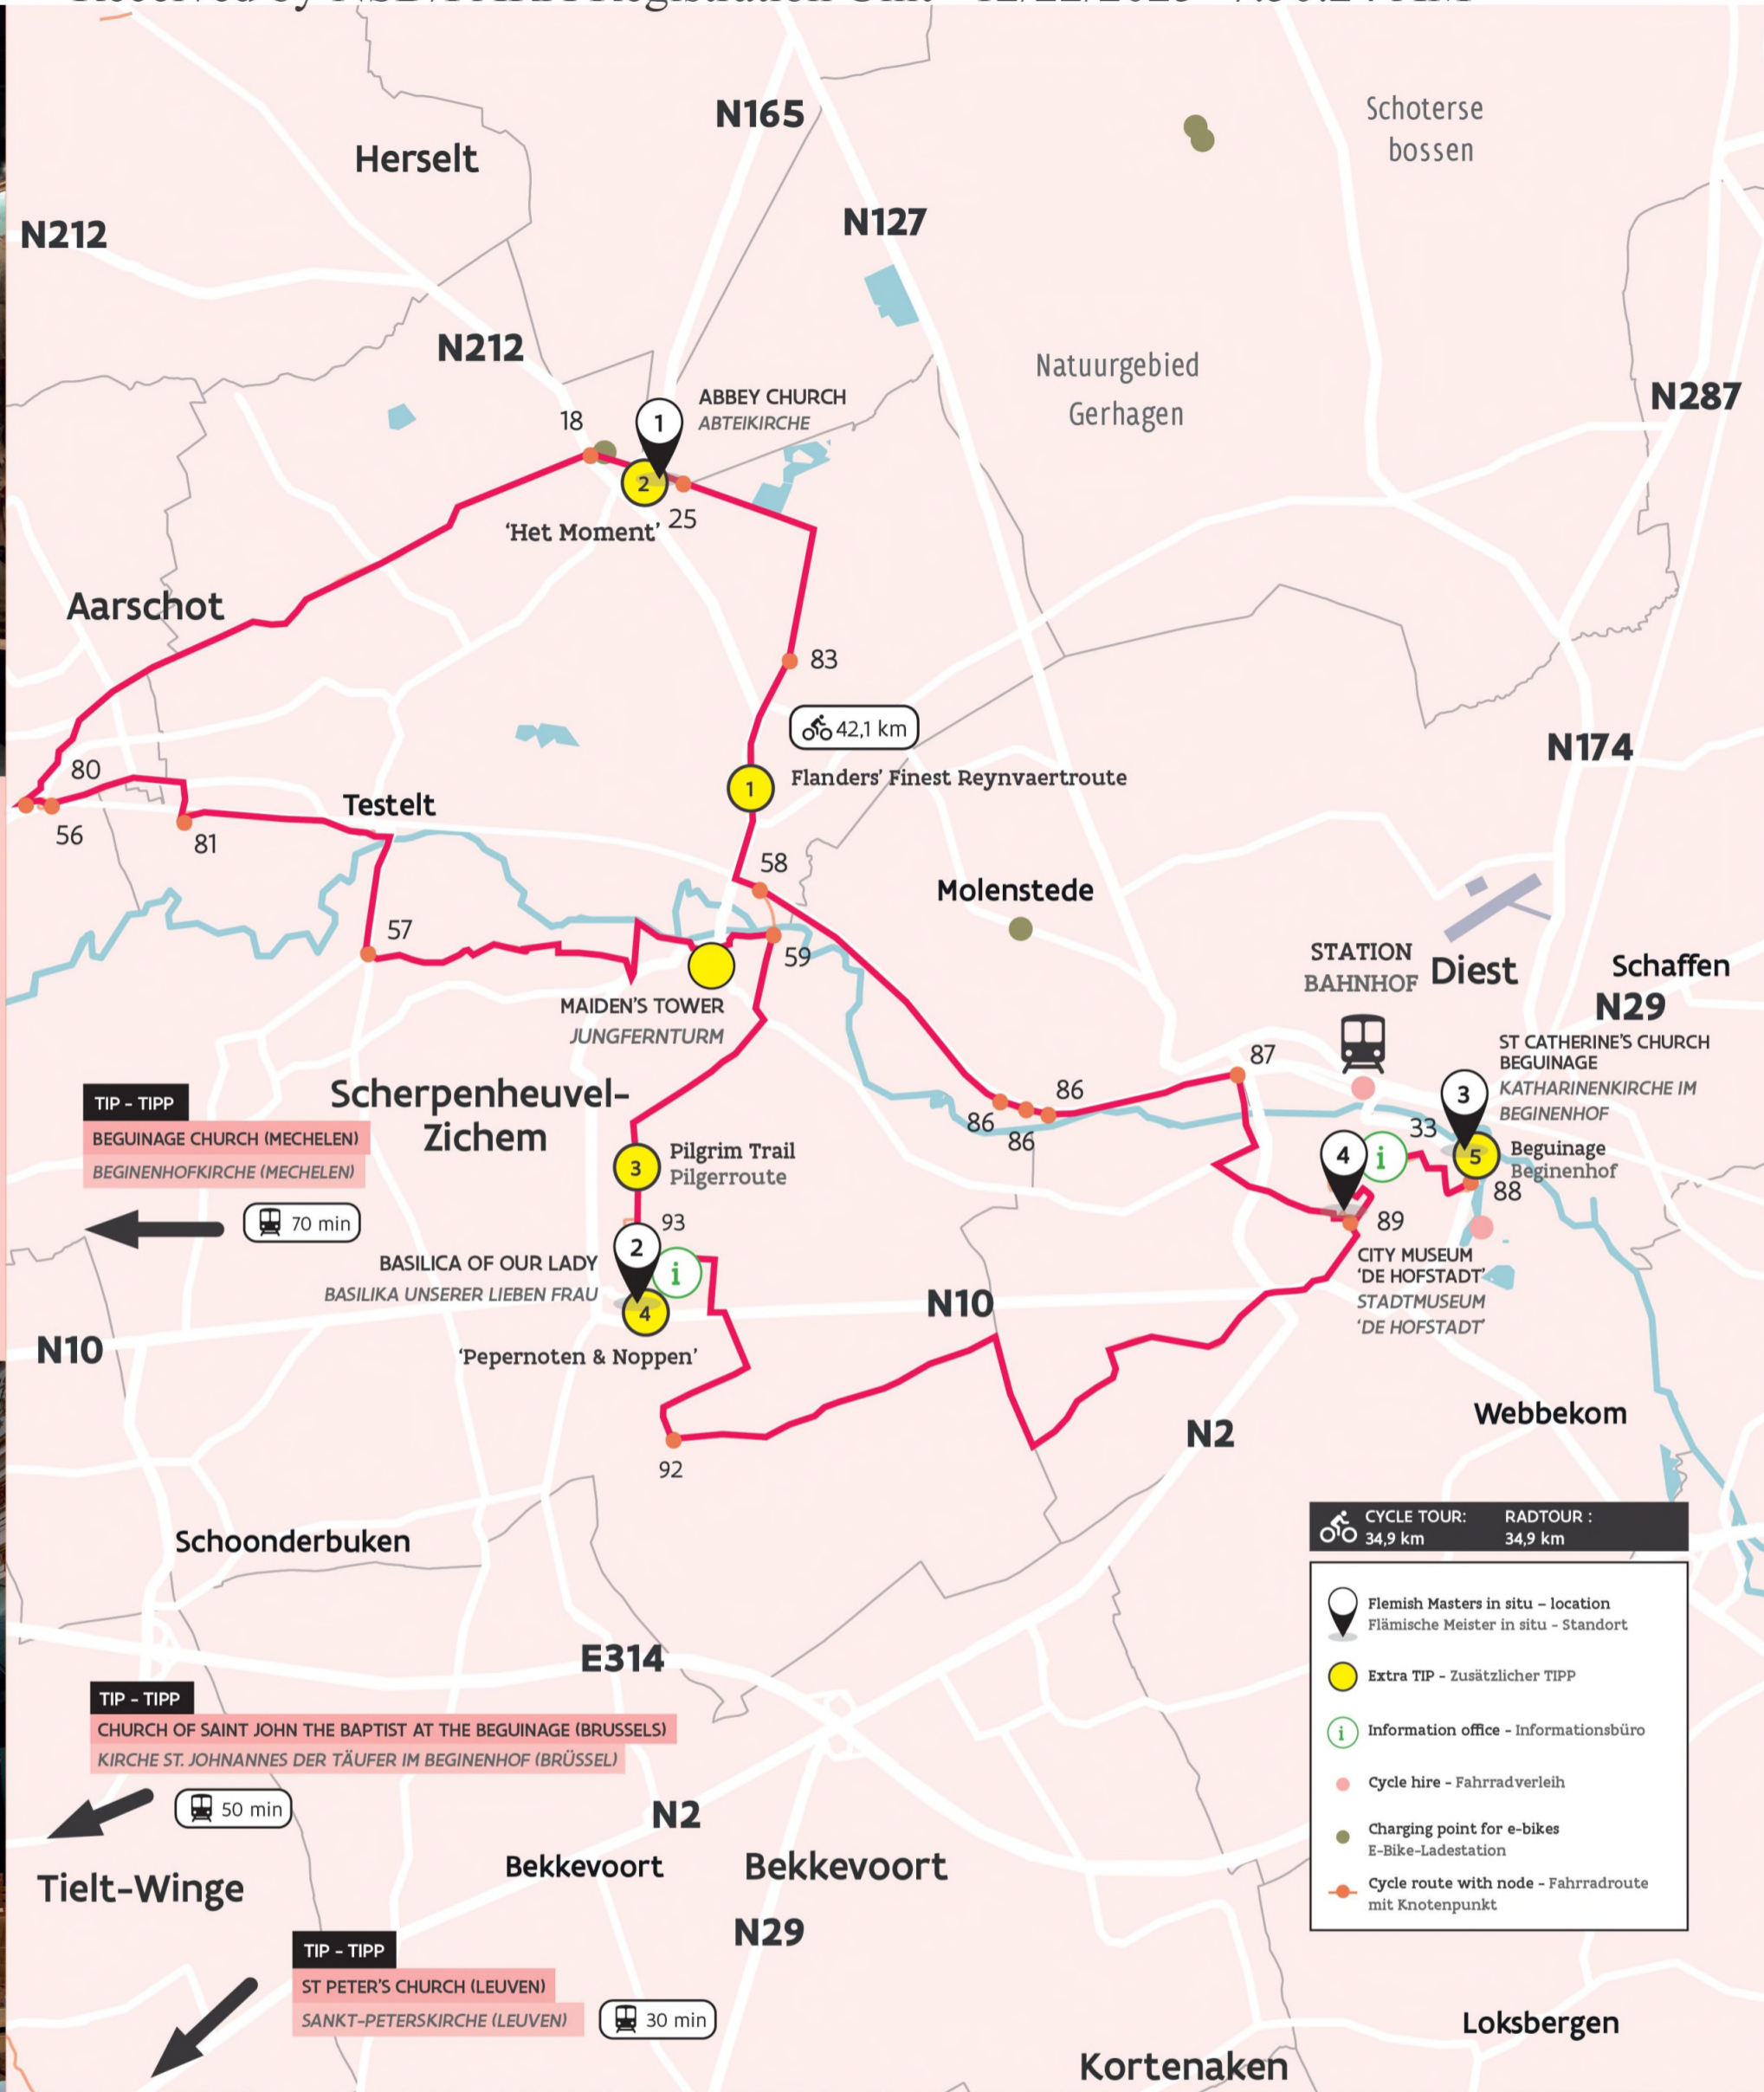 Herselt
N165
Schoterse
bossen
N212
N127
N212
Natuurgebied
Gerhagen
N287
18
1
ABBEY CHURCH
ABTEIKIRCHE
2
'Het Moment'
25
Aarschot
83
42,1 km
N174
1
Flanders' Finest Reynvaertroute
80
56
81
Testelt
58
Molenstede
57
59
STATION
BAHNHOF
Diest
Schaffen
N29
MAIDEN'S TOWER
JUNGFERNTURM
ST CATHERINE'S CHURCH
BEGUINAGE
KATHARINENKIRCHE IM
BEGINENHOF
3
87
86
86
86
33
4
i
5
Beguinage
Beginenhof
88
89
CITY MUSEUM
'DE HOFSTADT'
STADTMUSEUM
'DE HOFSTADT'
Scherpenheuvel-
Zichem
TIP – TIPP
BEGUINAGE CHURCH (MECHELEN)
BEGINENHOFKIRCHE (MECHELEN)
70 min
3
Pilgrim Trail
Pilgerroute
93
2
i
BASILICA OF OUR LADY
BASILIKA UNSERER LIEBEN FRAU
4
'Pepernoten & Noppen'
N10
N10
92
N2
Webbekom
Schoonderbuken
E314
TIP – TIPP
CHURCH OF SAINT JOHN THE BAPTIST AT THE BEGUINAGE (BRUSSELS)
KIRCHE ST. JOHNANNES DER TÄUFER IM BEGINENHOF (BRÜSSEL)
50 min
N2
Tielt-Winge
Bekkevoort
Bekkevoort
N29
TIP – TIPP
ST PETER'S CHURCH (LEUVEN)
SANKT-PETERSKIRCHE (LEUVEN)
30 min
CYCLE TOUR:
34,9 km
RADTOUR :
34,9 km
Flemish Masters in situ – location
Flämische Meister in situ - Standort
Extra TIP - Zusätzlicher TIPP
i
Information office - Informationsbüro
Cycle hire - Fahrradverleih
Charging point for e-bikes
E-Bike-Ladestation
Cycle route with node - Fahrradroute
mit Knotenpunkt
Loksbergen
Kortenaken